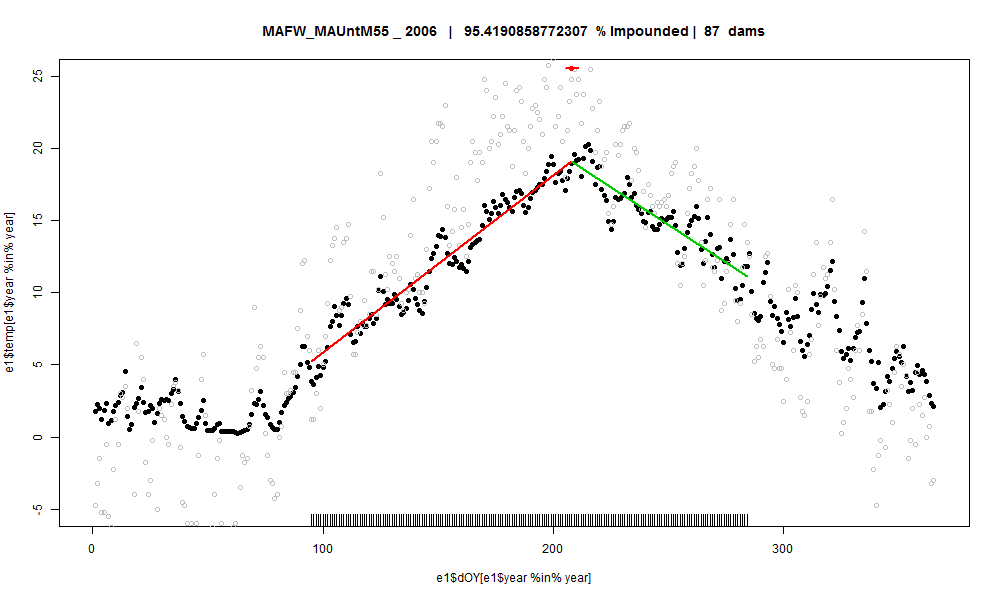 MAFW_MAUntM55 _ 2006 | 95.4190858772307 % Impounded | 87 dams
25
20
15
10
5
0
-5
e1$temp[e1$year %in% year]
0 100 200 300
e1$dOY[e1$year %in% year]